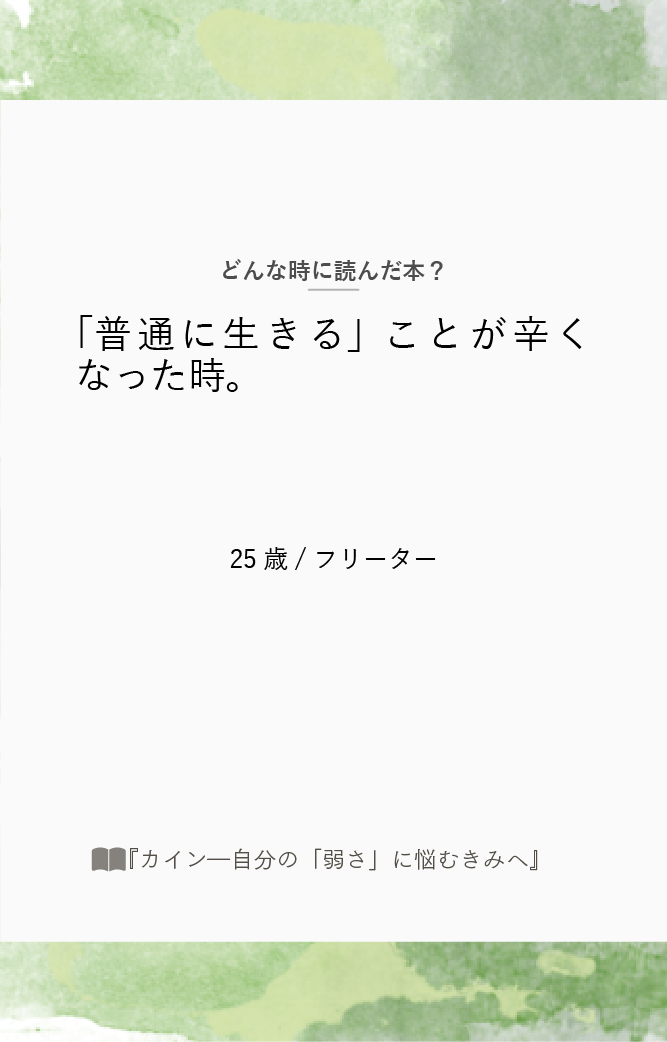 どんな時に読んだ本？
「普通に生きる」ことが辛く
なった時。
25 歳 / フリーター
『カイン―自分の「弱さ」に悩むきみへ』